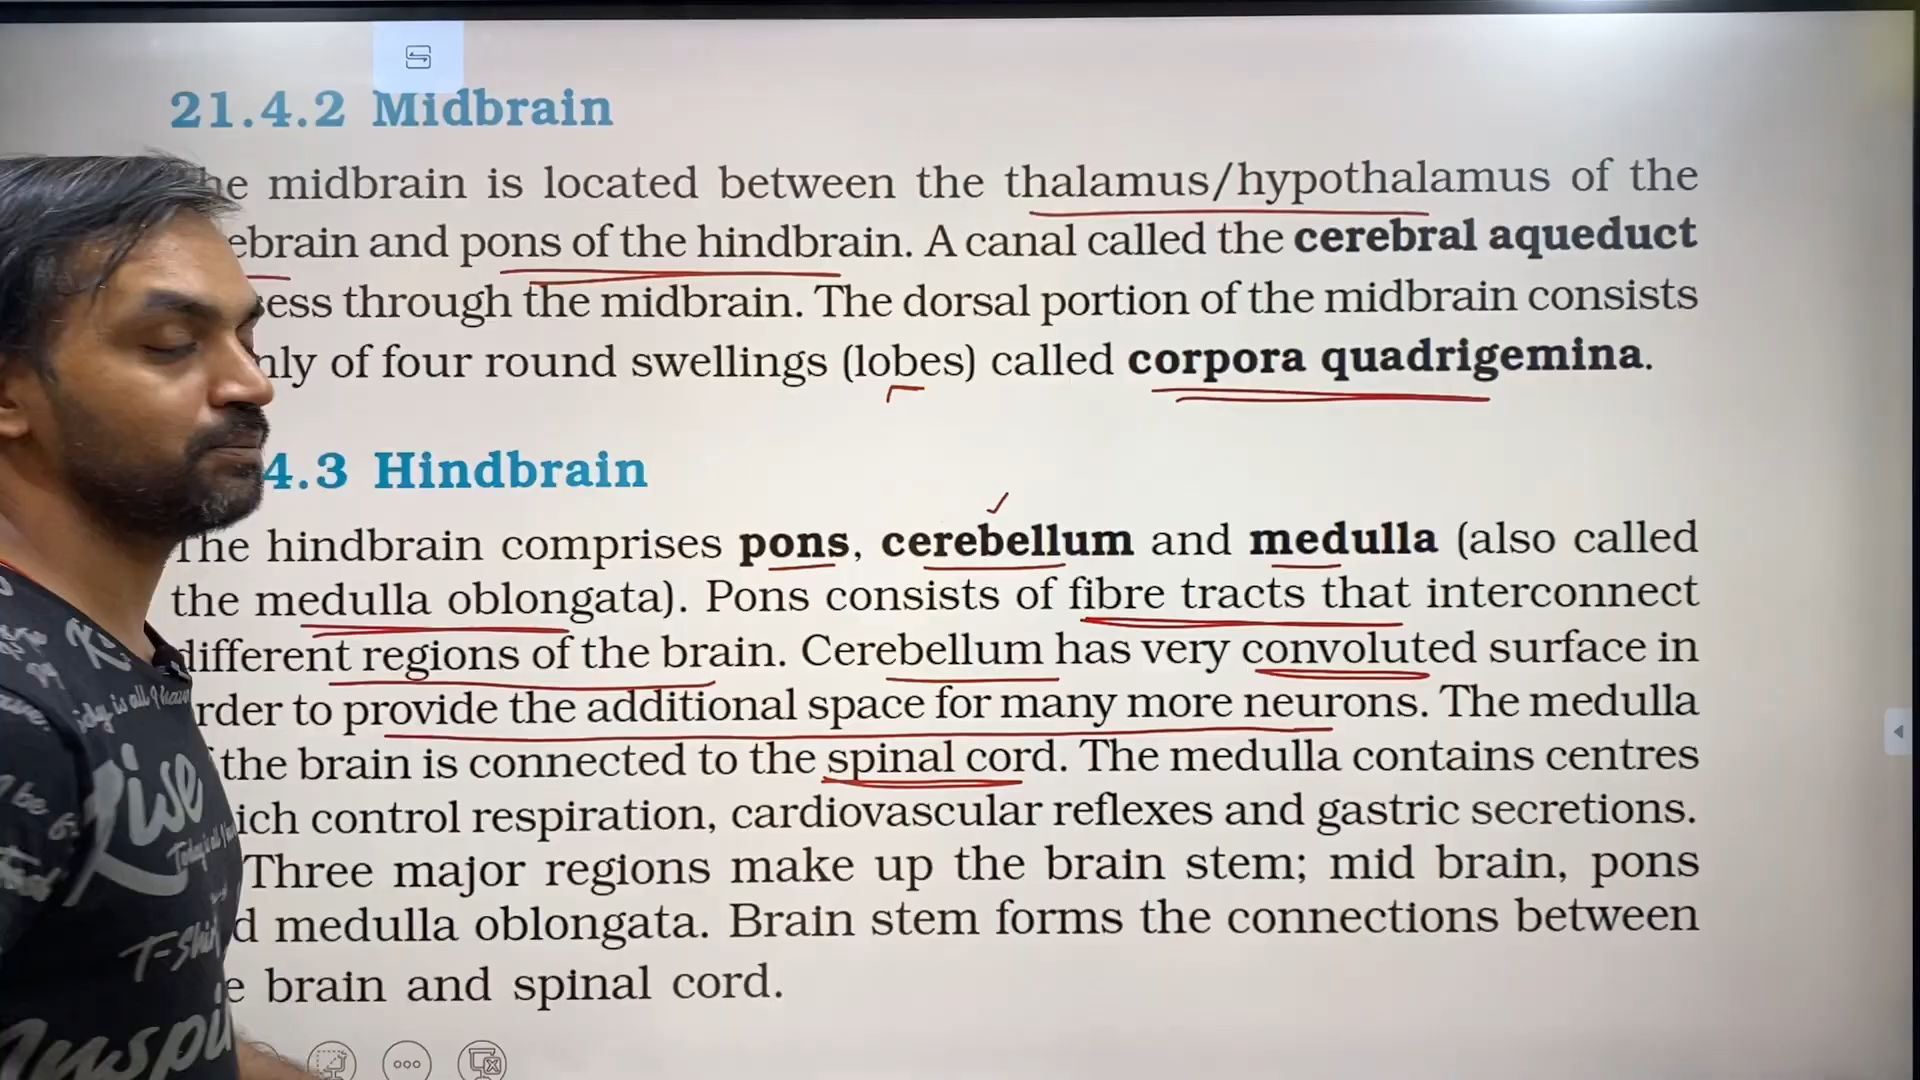 21.4.2 Midbrain
he midbrain is located between the thalamus/hypothalamus of the
ebrain and pons of the hindbrain. A canal called the cerebral aqueduct
ess through the midbrain. The dorsal portion of the midbrain consists
nly of four round swellings (lobes) called corpora quadrigemina.
4.3 Hindbrain
The hindbrain comprises pons, cerebellum and medulla (also called
the medulla oblongata). Pons consists of fibre tracts that interconnect
different regions of the brain. Cerebellum has very convoluted surface in
rder to provide the additional space for many more neurons. The medulla
the brain is connected to the spinal cord. The medulla contains centres
ich control respiration, cardiovascular reflexes and gastric secretions.
Three major regions make up the brain stem; mid brain, pons
d medulla oblongata. Brain stem forms the connections between
e brain and spinal cord.
Rise
T-Shirt